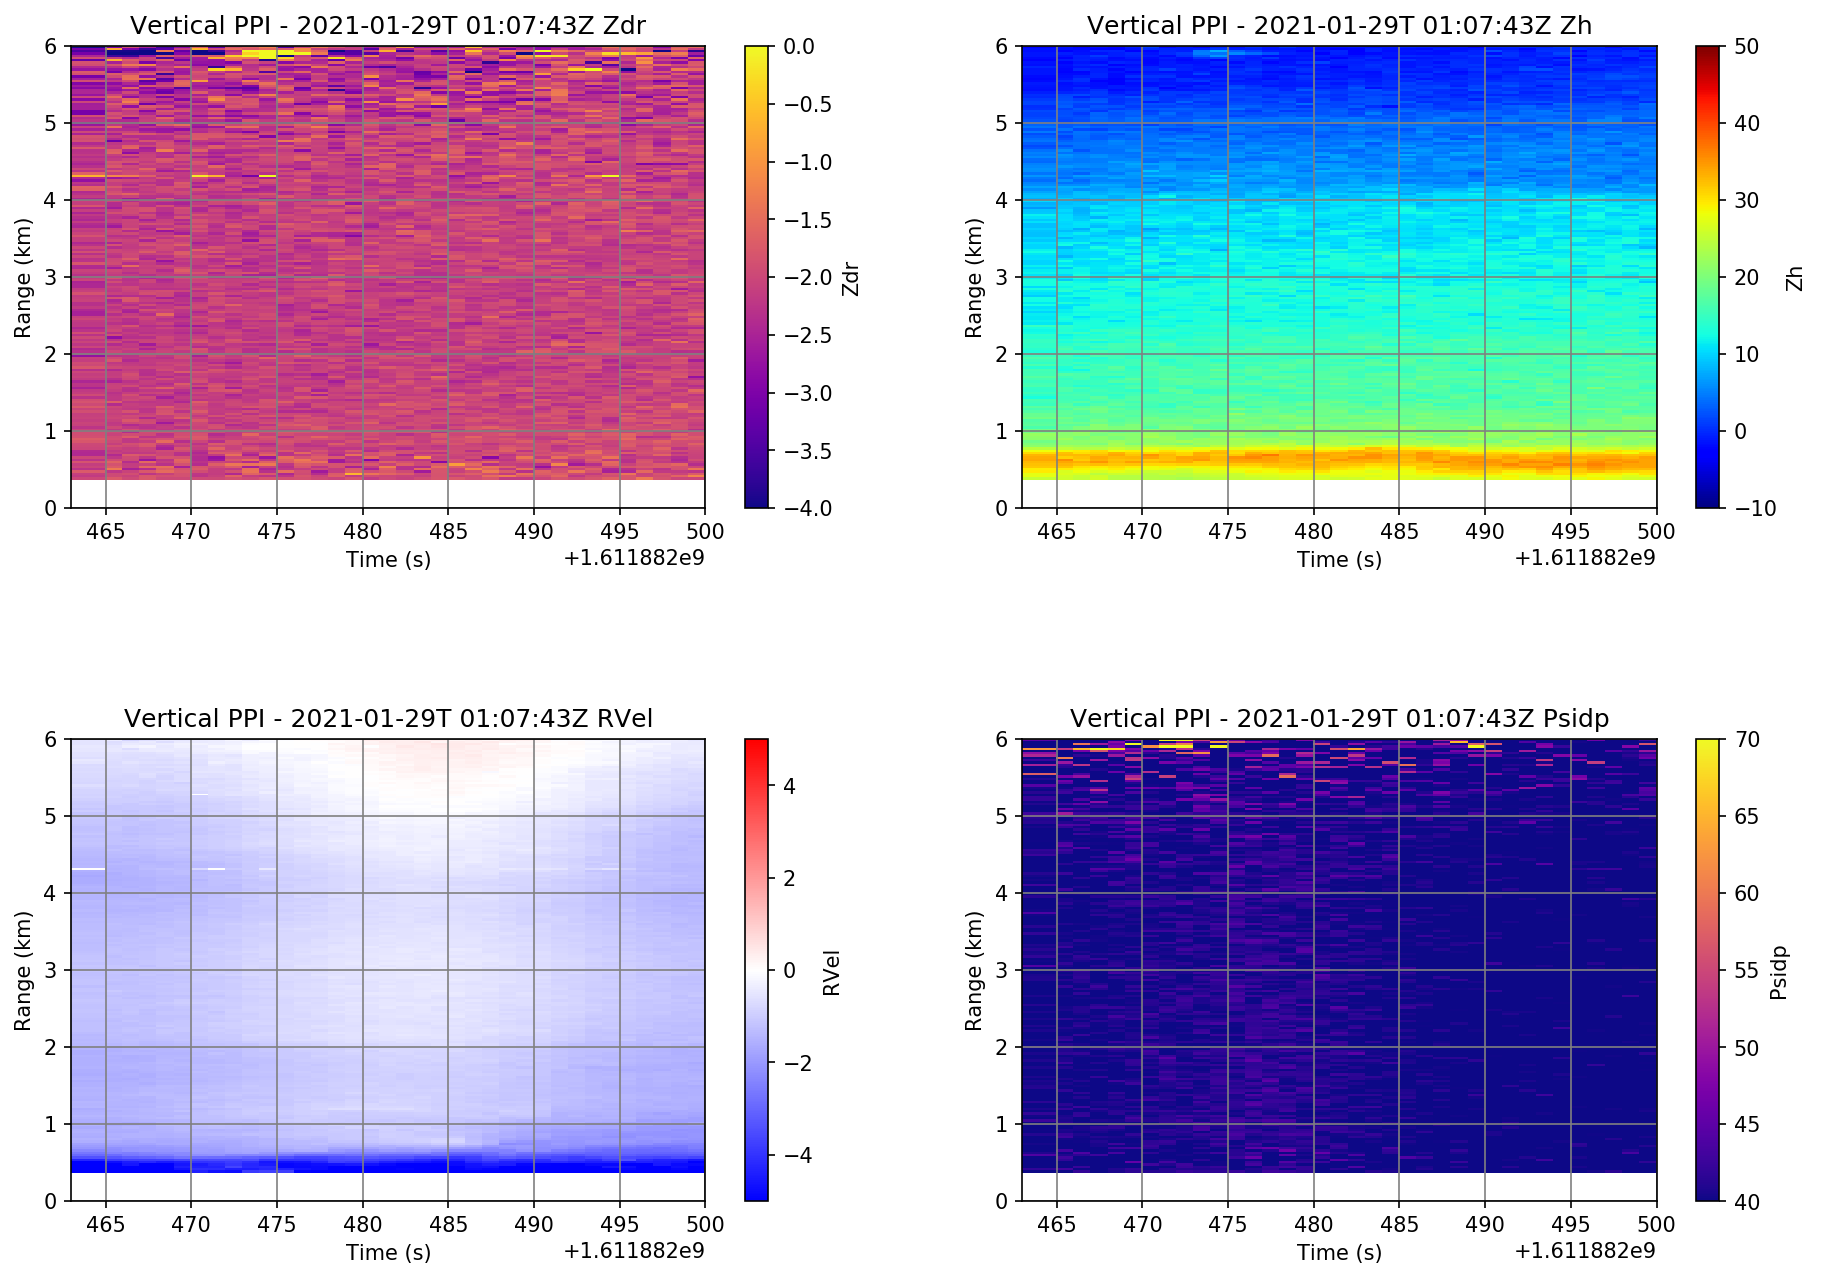 Vertical PPI - 2021-01-29T 01:07:43Z Zdr
6
5
4
3
2
1
0
Range (km)
465 470 475 480 485 490 495 500
Time (s)
+1.611882e9
0.0
−0.5
−1.0
−1.5
−2.0
−2.5
−3.0
−3.5
−4.0
Zdr
Vertical PPI - 2021-01-29T 01:07:43Z Zh
6
5
4
3
2
1
0
Range (km)
465 470 475 480 485 490 495 500
Time (s)
+1.611882e9
50
40
30
20
10
0
−10
Zh
Vertical PPI - 2021-01-29T 01:07:43Z RVel
6
5
4
3
2
1
0
Range (km)
465 470 475 480 485 490 495 500
Time (s)
+1.611882e9
4
2
0
−2
−4
RVel
Vertical PPI - 2021-01-29T 01:07:43Z Psidp
6
5
4
3
2
1
0
Range (km)
465 470 475 480 485 490 495 500
Time (s)
+1.611882e9
70
65
60
55
50
45
40
Psidp